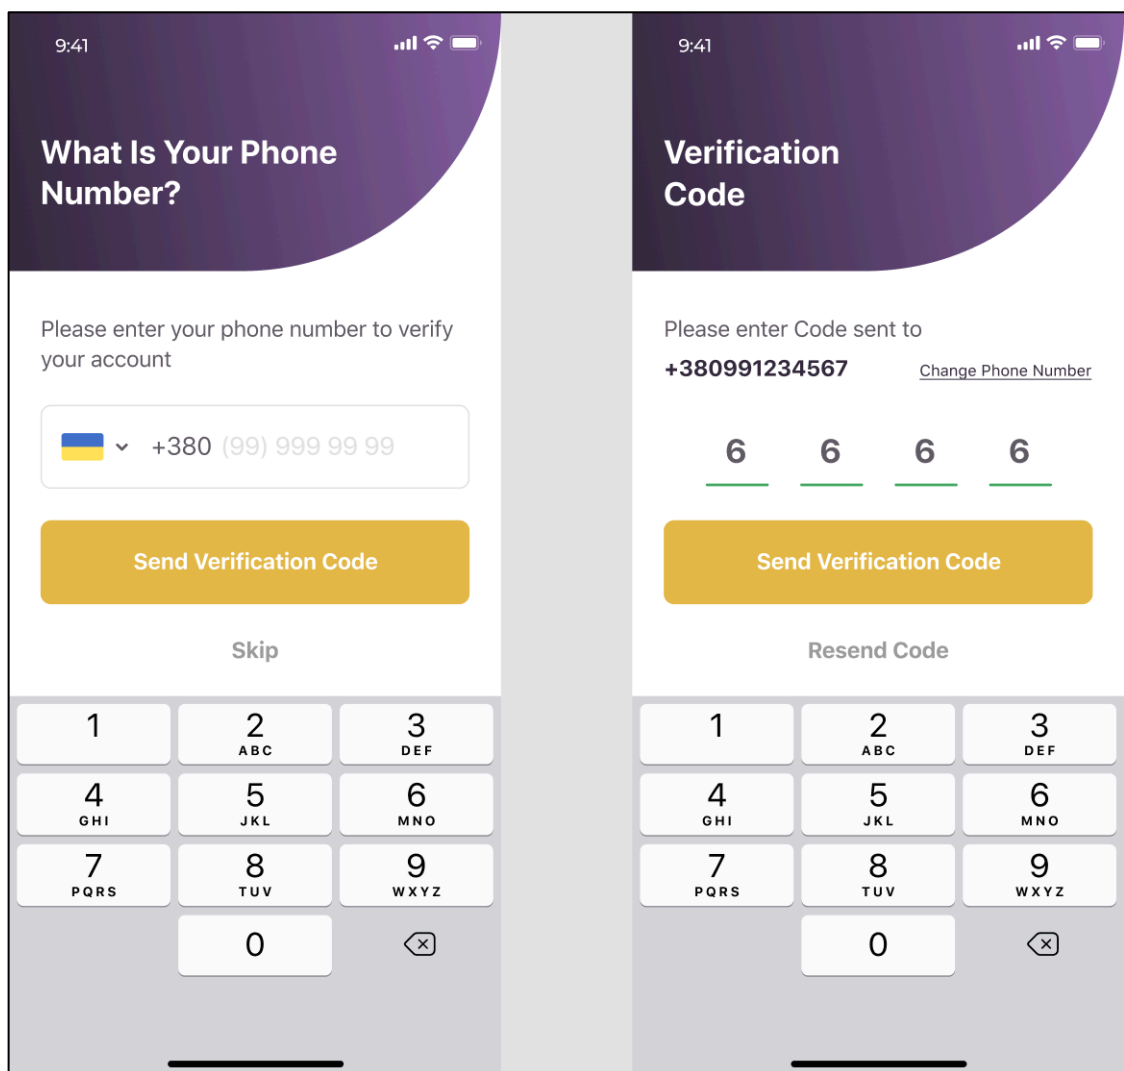 9:41
What Is Your Phone
Number?
Please enter your phone number to verify
your account
+380 (99) 999 99 99
Send Verification Code
Skip
1
2
ABC
3
DEF
4
GHI
5
JKL
6
MNO
7
PQRS
8
TUV
9
WXYZ
0
9:41
Verification
Code
Please enter Code sent to
+380991234567 Change Phone Number
6 6 6 6
Send Verification Code
Resend Code
1
2
ABC
3
DEF
4
GHI
5
JKL
6
MNO
7
PQRS
8
TUV
9
WXYZ
0